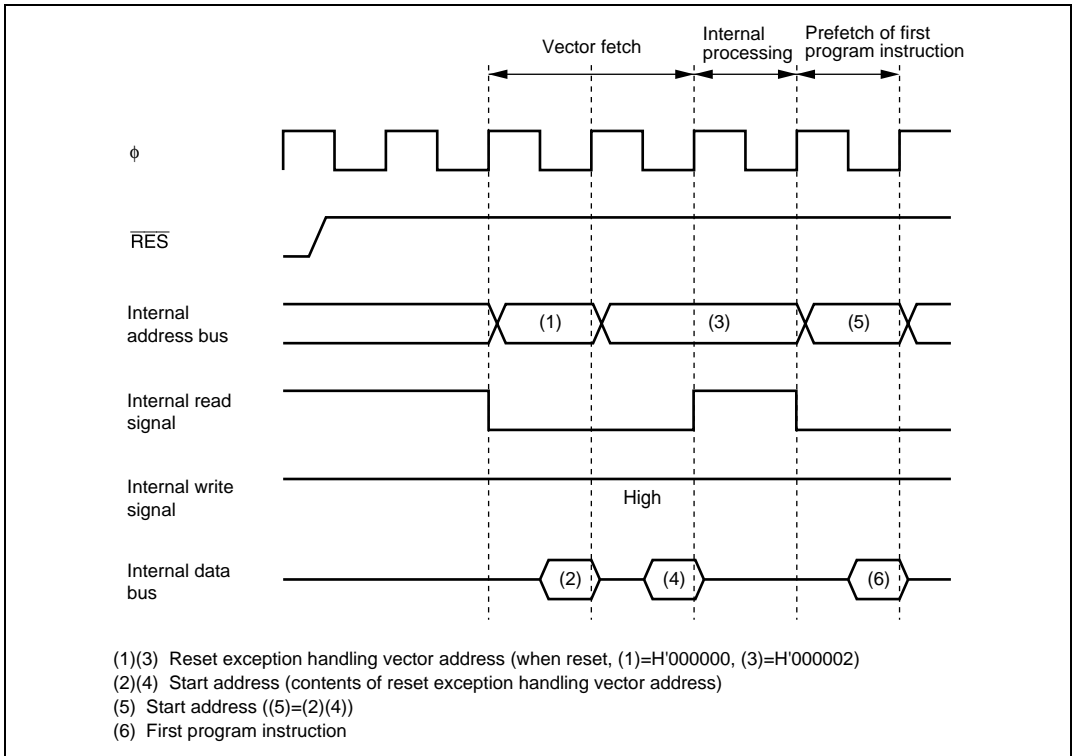 Vector fetch
Internal
processing
Prefetch of first
program instruction
ϕ
RES
Internal
address bus
(1)
(3)
(5)
Internal read
signal
Internal write
signal
High
Internal data
bus
(2)
(4)
(6)
(1)(3) Reset exception handling vector address (when reset, (1)=H'000000, (3)=H'000002)
(2)(4) Start address (contents of reset exception handling vector address)
(5) Start address ((5)=(2)(4))
(6) First program instruction